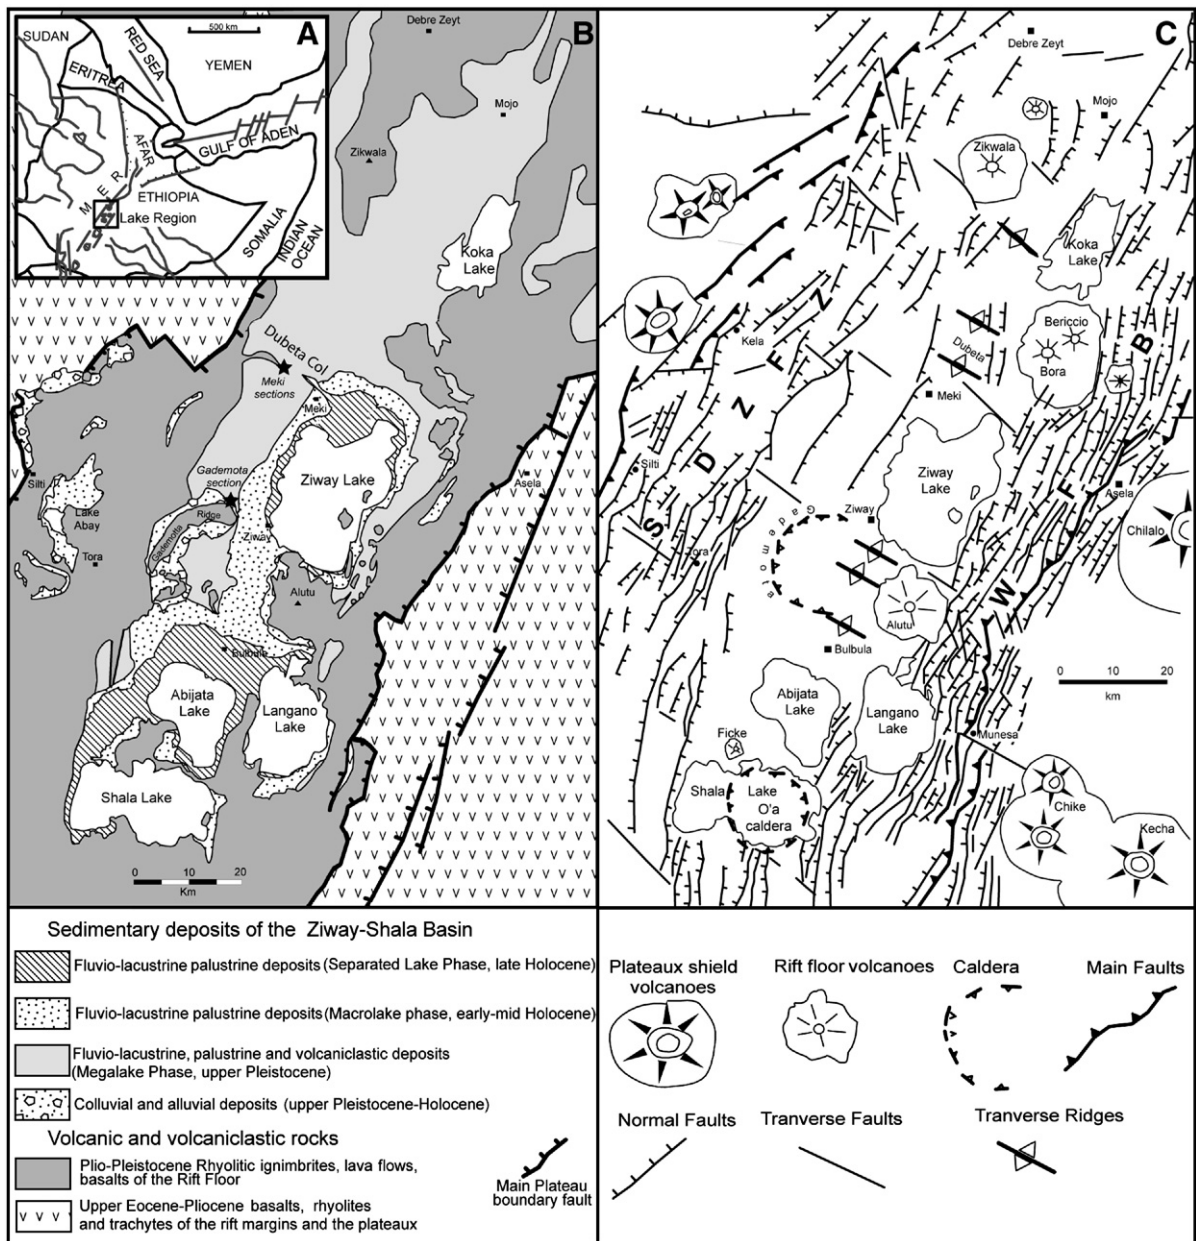 A
500 km
SUDAN
RED SEA
YEMEN
ERITREA
AFAR
GULF OF ADEN
M E R
ETHIOPIA
Lake Region
SOMALIA
INDIAN
OCEAN
B
Debre Zeyt
Mojo
Zikwala
Koka
Lake
Dubeta Col
Meki
sections
Meki
Gademota
section
Ziway Lake
Asela
Silti
Lake
Abay
Ridge
Gademota
Ziway
Tora
Alutu
Bulbula
Abijata
Lake
Langano
Lake
Shala Lake
0 10 20
Km
C
Debre Zeyt
Mojo
Zikwala
Koka
Lake
Kela
Dubeta
Bericcio
Bora
Meki
S D Z F Z
W F B
Silti
Ziway
Lake
Asela
Ziway
Gademota
Chilalo
Tora
Alutu
Bulbula
0 10 20
km
Abijata
Lake
Langano
Lake
Munesa
Ficke
Shala
Lake
O'a
caldera
Chike
Kecha
Sedimentary deposits of the Ziway-Shala Basin
Fluvio-lacustrine palustrine deposits (Separated Lake Phase, late Holocene)
Fluvio-lacustrine palustrine deposits (Macrolake phase, early-mid Holocene)
Fluvio-lacustrine, palustrine and volcaniclastic deposits
(Megalake Phase, upper Pleistocene)
Colluvial and alluvial deposits (upper Pleistocene-Holocene)
Volcanic and volcaniclastic rocks
Plio-Pleistocene Rhyolitic ignimbrites, lava flows,
basalts of the Rift Floor
Upper Eocene-Pliocene basalts, rhyolites
and trachytes of the rift margins and the plateaux
Main Plateau
boundary fault
Plateaux shield
volcanoes
Rift floor volcanoes
Caldera
Main Faults
Normal Faults
Tranverse Faults
Tranverse Ridges